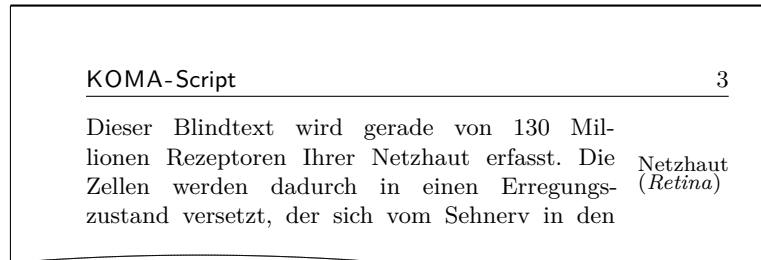 KOMA-Script 3
Dieser Blindtext wird gerade von 130 Mil-
lionen Rezeptoren Ihrer Netzhaut erfasst. Die
Zellen werden dadurch in einen Erregungs-
zustand versetzt, der sich vom Sehnerv in den
Netzhaut
(Retina)